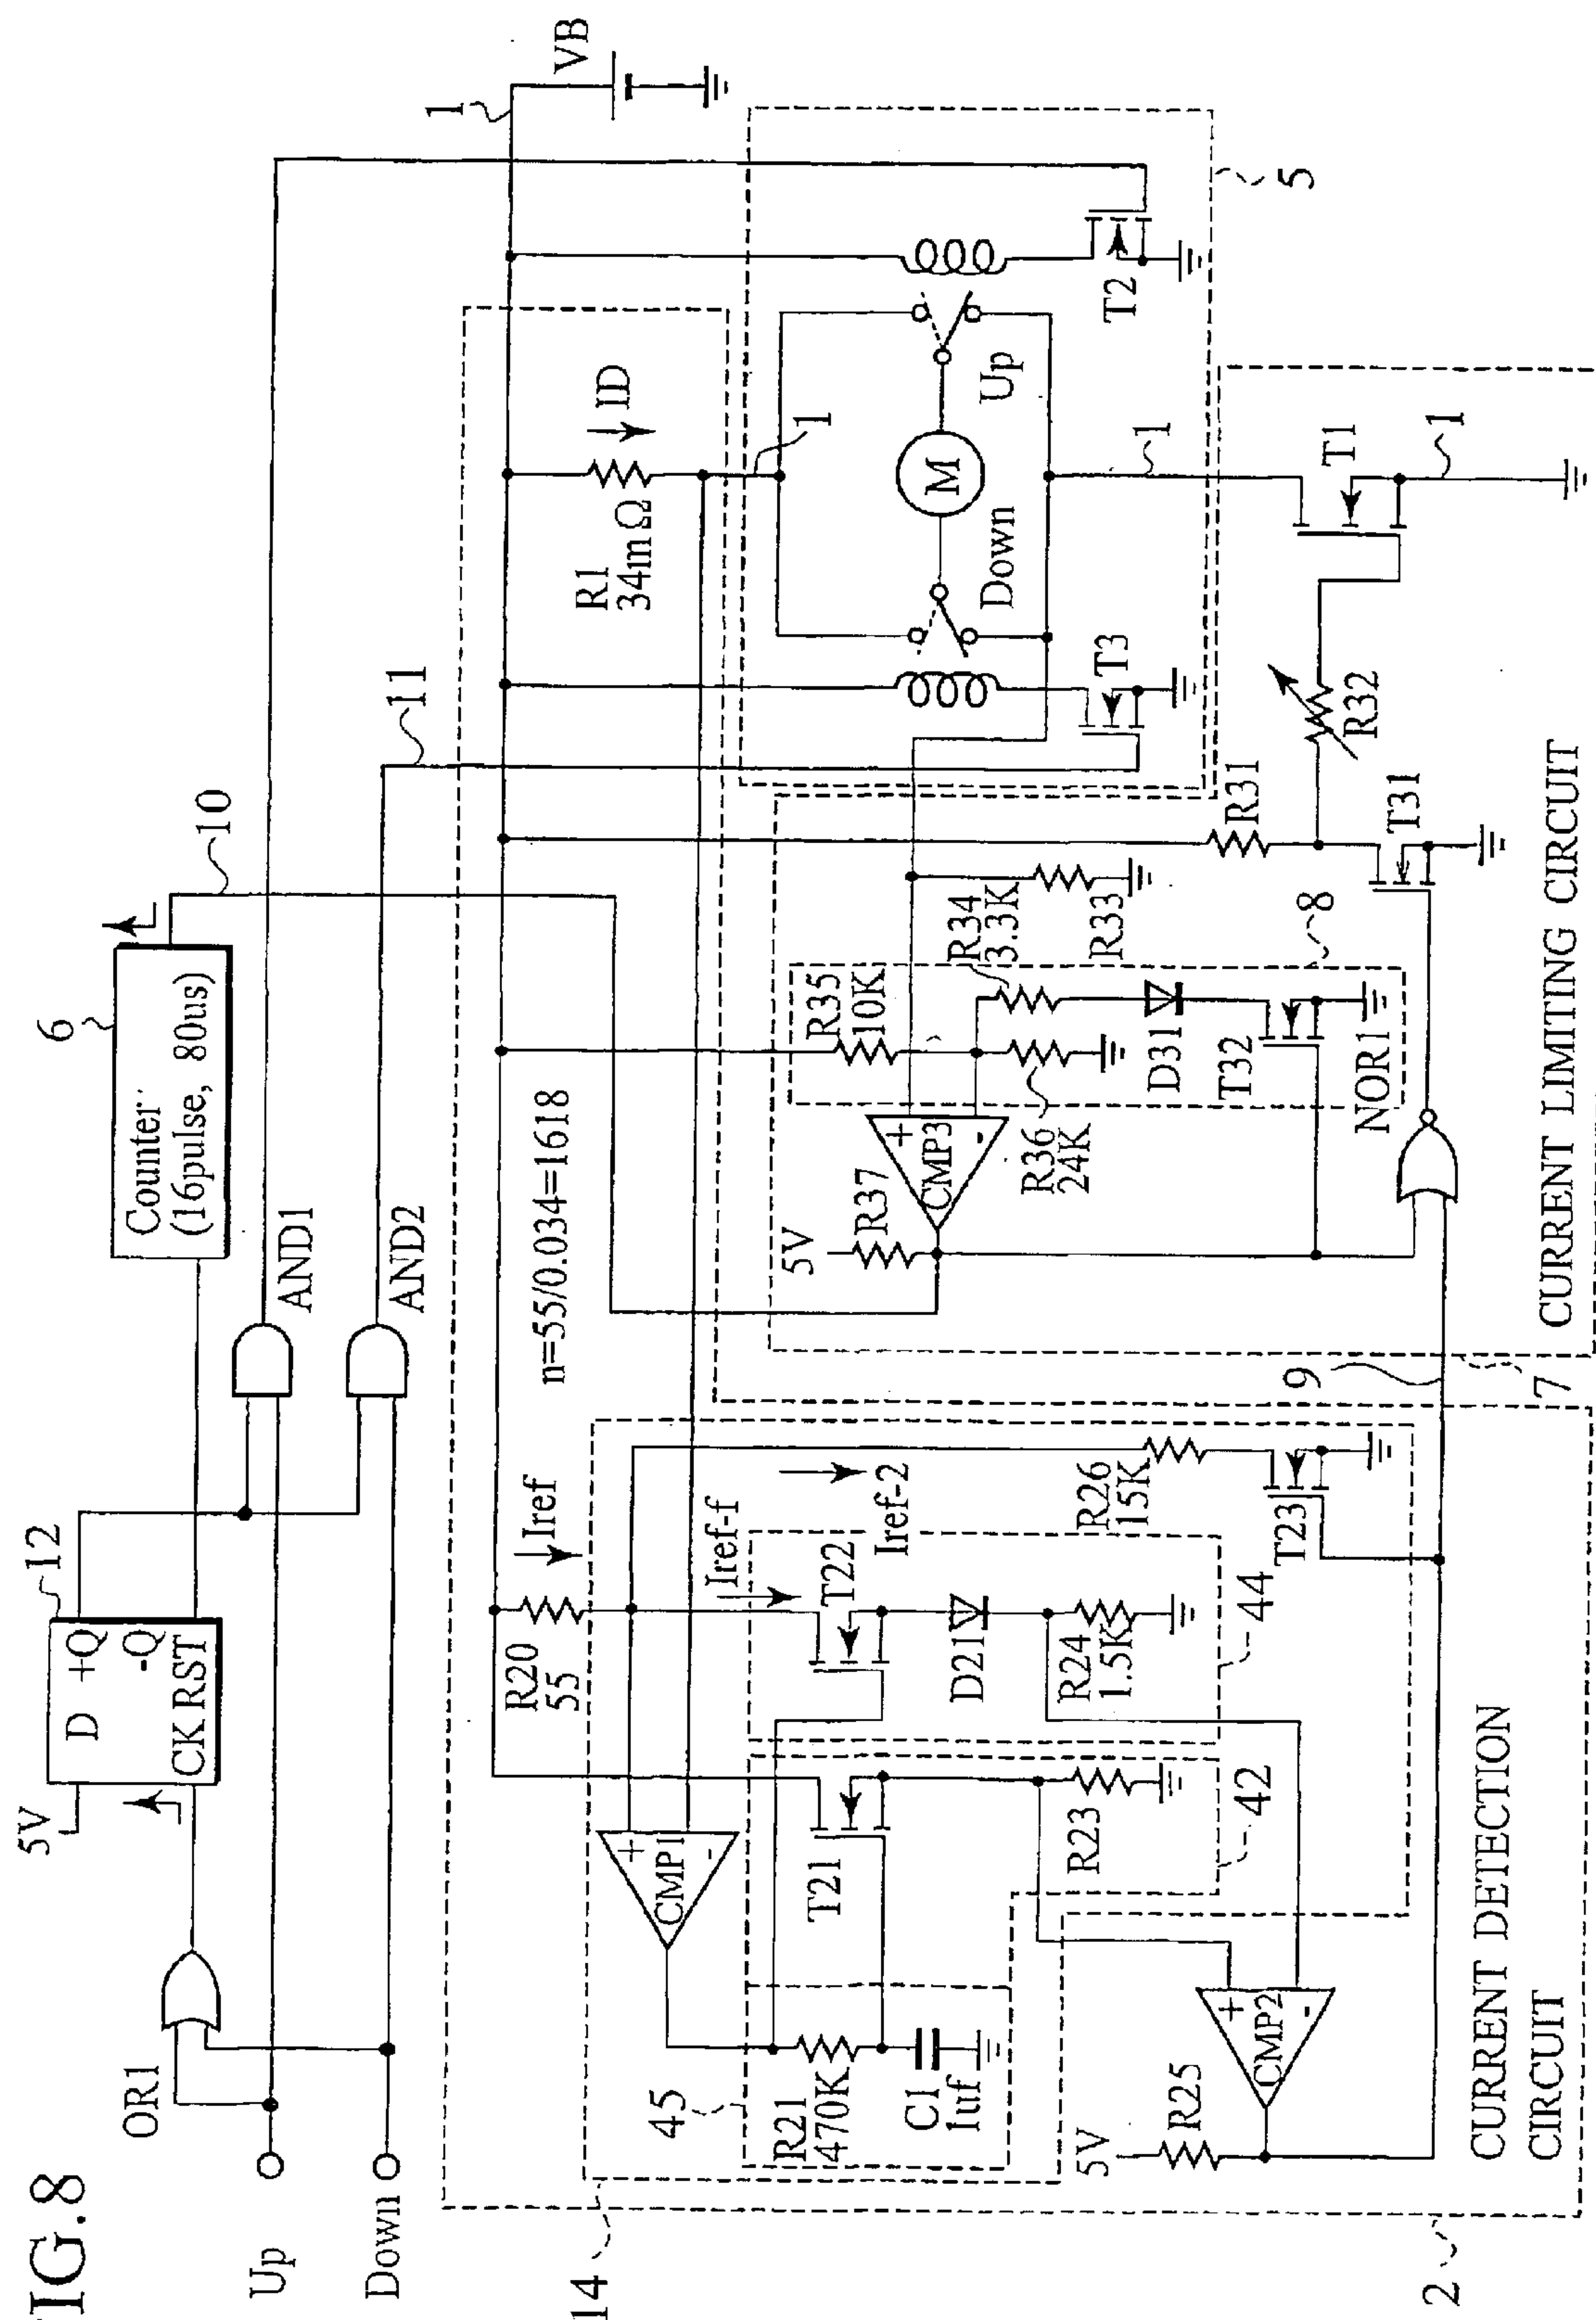 FIG.8
Up
Down
OR1
5V
D +Q
-Q
CK RST
12
AND1
AND2
Counter
(16pulse, 80us)
6
10
11
1
VB
14
45
R21
470K
C1
1uf
CMP1
+
-
T21
R23
42
R20
55
Iref
Iref-f
Iref-2
T22
D21
R24
1.5K
44
R26
15K
T23
5V
R25
CMP2
+
-
CURRENT DETECTION
CIRCUIT
2
n=55/0.034=1618
9
7
5V
R37
CMP3
+
-
R35
10K
R36
24K
R34
3.3K
R33
D31
T32
NOR1
8
R31
T31
R32
T1
1
1
CURRENT LIMITING CIRCUIT
R1
34mΩ
ID
1
M
Down
Up
T3
T2
5